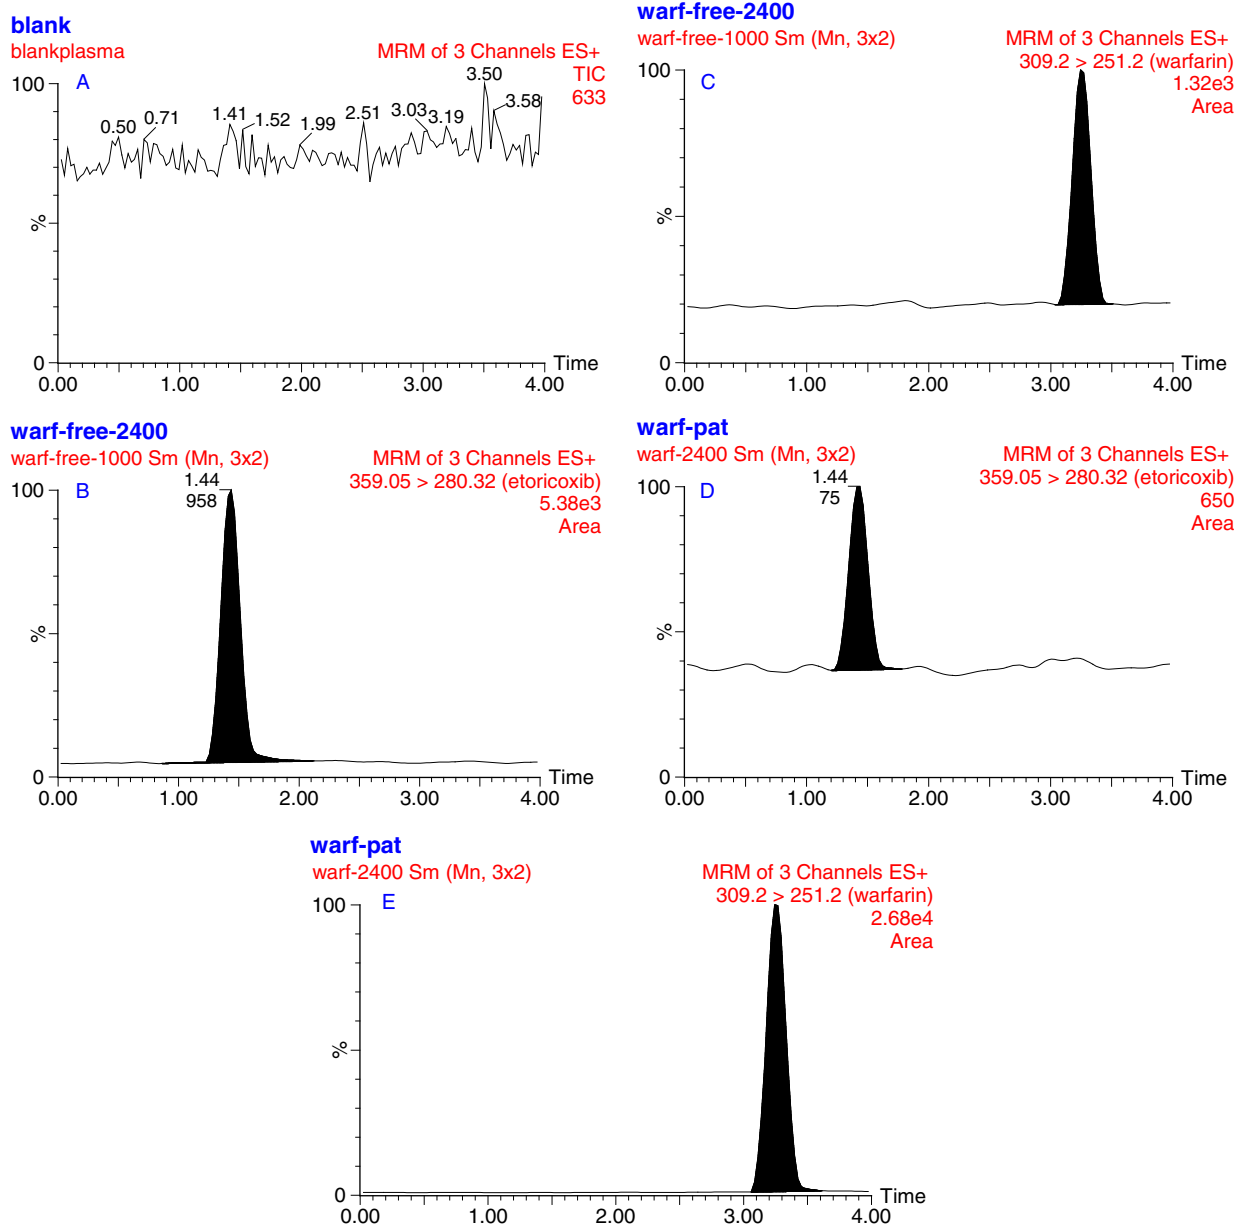 blank
blankplasma
MRM of 3 Channels ES+
TIC
633
A
100
%
0
0.50
0.71
1.41
1.52
1.99
2.51
3.03
3.19
3.50
3.58
Time
0.00 1.00 2.00 3.00 4.00
warf-free-2400
warf-free-1000 Sm (Mn, 3x2)
MRM of 3 Channels ES+
309.2 > 251.2 (warfarin)
1.32e3
Area
C
100
%
0
Time
0.00 1.00 2.00 3.00 4.00
warf-free-2400
warf-free-1000 Sm (Mn, 3x2)
MRM of 3 Channels ES+
359.05 > 280.32 (etoricoxib)
5.38e3
Area
B
1.44
958
100
%
0
Time
0.00 1.00 2.00 3.00 4.00
warf-pat
warf-2400 Sm (Mn, 3x2)
MRM of 3 Channels ES+
359.05 > 280.32 (etoricoxib)
650
Area
D
1.44
75
100
%
0
Time
0.00 1.00 2.00 3.00 4.00
warf-pat
warf-2400 Sm (Mn, 3x2)
MRM of 3 Channels ES+
309.2 > 251.2 (warfarin)
2.68e4
Area
E
100
%
0
Time
0.00 1.00 2.00 3.00 4.00